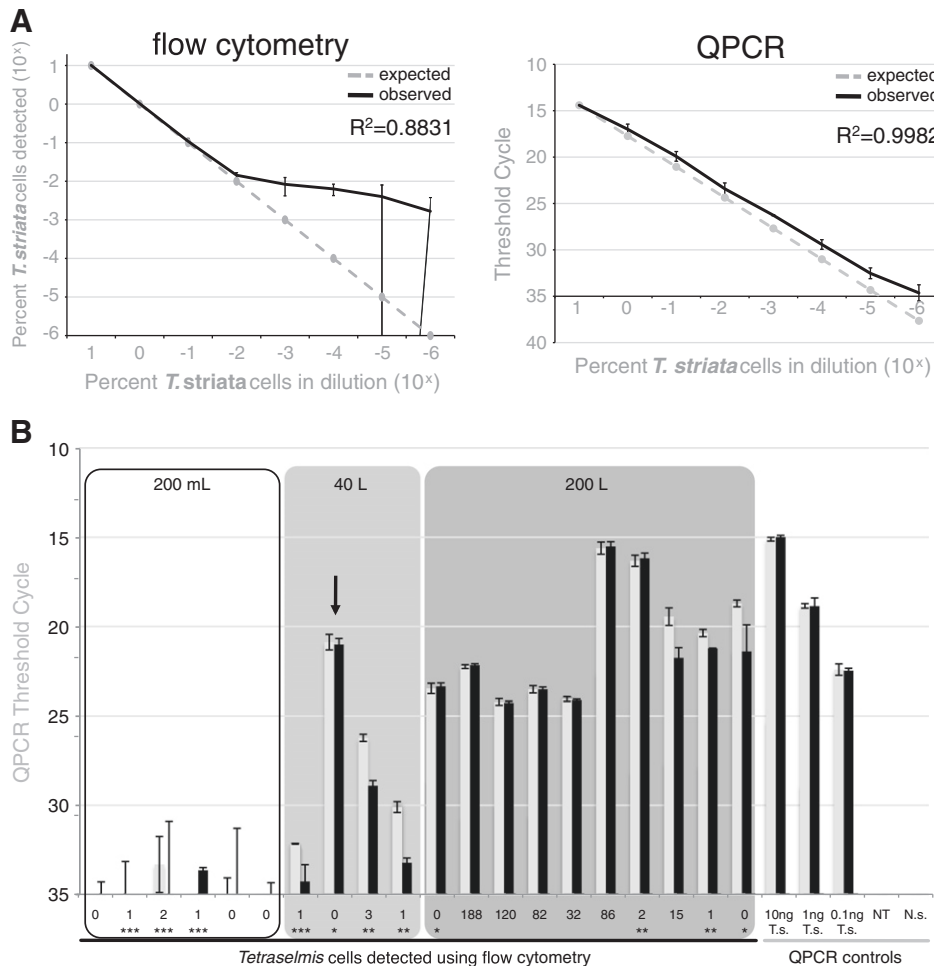 A
flow cytometry
Percent T. striata cells detected (10ˣ)
1
0
-1
-2
-3
-4
-5
-6
expected
observed
R²=0.8831
1 0 -1 -2 -3 -4 -5 -6
Percent T. striata cells in dilution (10ˣ)
QPCR
Threshold Cycle
10
15
20
25
30
35
40
expected
observed
R²=0.9982
1 0 -1 -2 -3 -4 -5 -6
Percent T. striata cells in dilution (10ˣ)
B
QPCR Threshold Cycle
10
15
20
25
30
35
200 mL
40 L
200 L
0 1 2 1 0 0 1 0 3 1 0 188 120 82 32 86 2 15 1 0 10ng 1ng 0.1ng NT N.s.
*** *** *** *** * ** ** * ** ** * T.s. T.s. T.s.
Tetraselmis cells detected using flow cytometry
QPCR controls